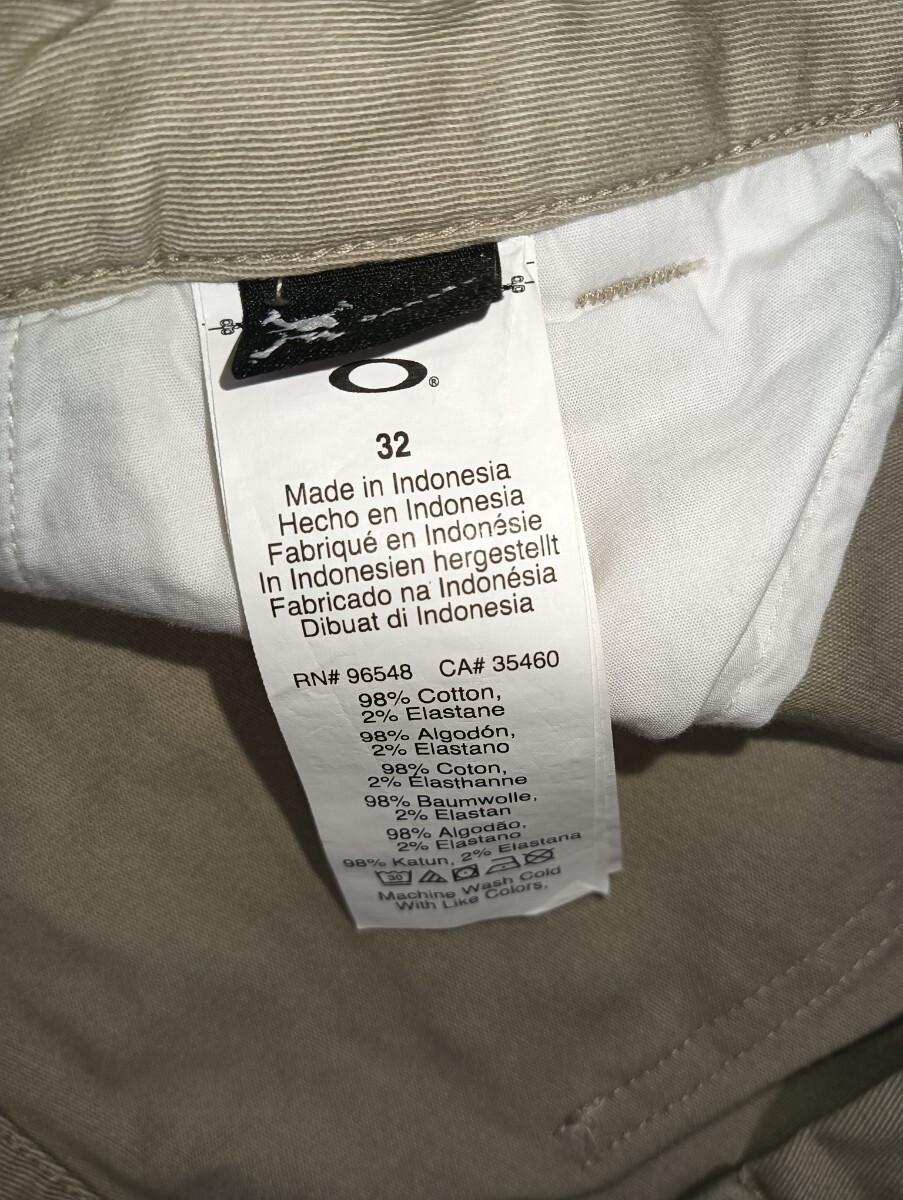 ®
32
Made in Indonesia
Hecho en Indonesia
Fabriqué en Indonésie
In Indonesien hergestellt
Fabricado na Indonésia
Dibuat di Indonesia
RN# 96548 CA# 35460
98% Cotton,
2% Elastane
98% Algodón,
2% Elastano
98% Coton,
2% Élasthanne
98% Baumwolle,
2% Elastan
98% Algodão,
2% Elastano
98% Katun, 2% Elastana
30
Machine Wash Cold
With Like Colors.